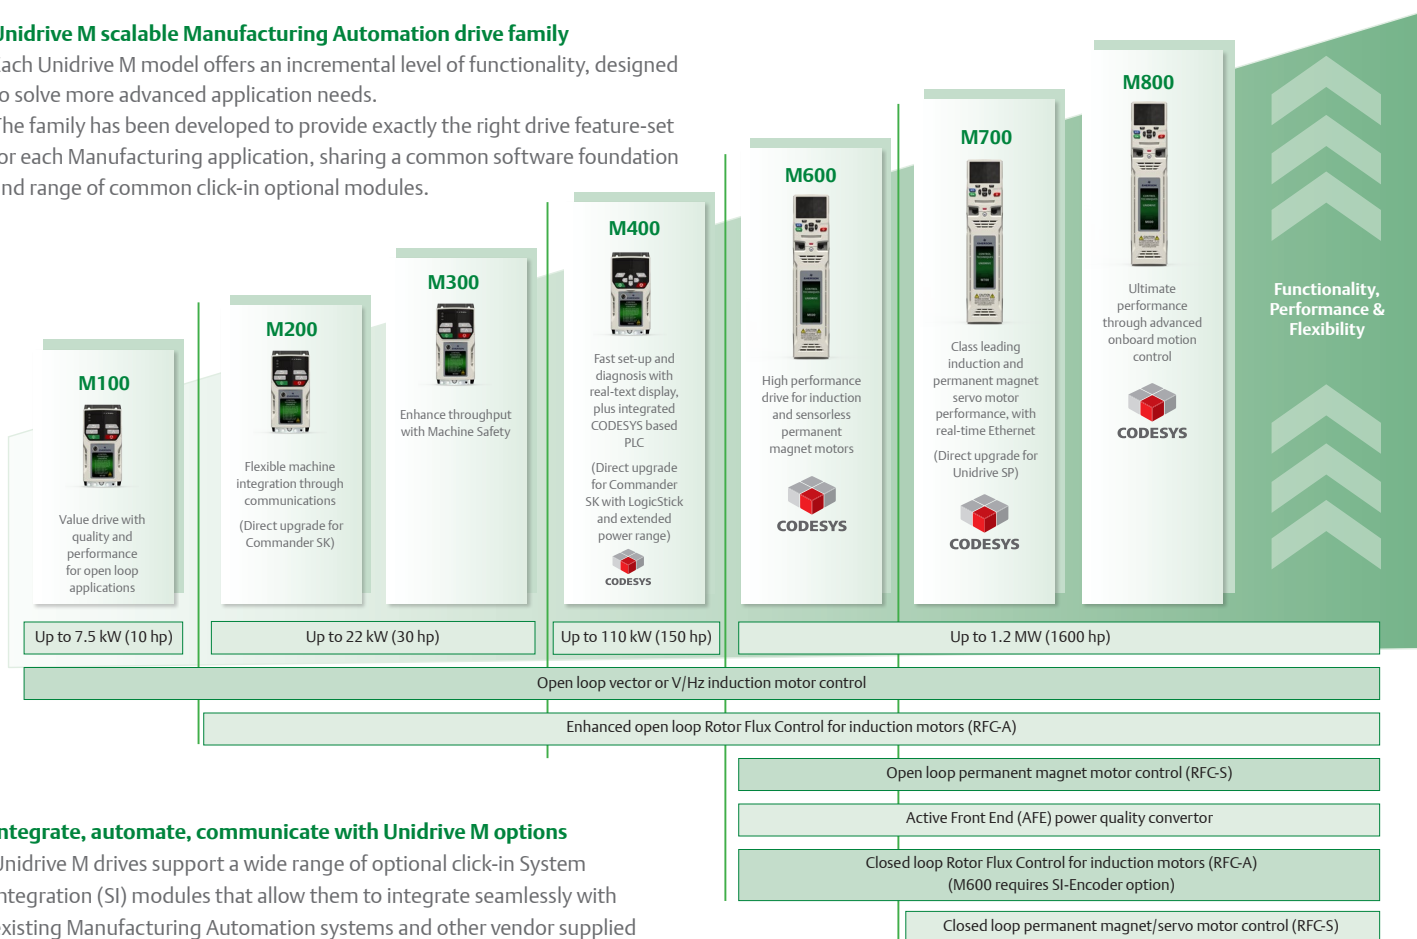 Unidrive M scalable Manufacturing Automation drive family
Each Unidrive M model offers an incremental level of functionality, designed
to solve more advanced application needs.
The family has been developed to provide exactly the right drive feature-set
for each Manufacturing application, sharing a common software foundation
and range of common click-in optional modules.
M100
Value drive with
quality and
performance
for open loop
applications
M200
Flexible machine
integration through
communications
(Direct upgrade for
Commander SK)
M300
Enhance throughput
with Machine Safety
M400
Fast set-up and
diagnosis with
real-text display,
plus integrated
CODESYS based
PLC
(Direct upgrade
for Commander
SK with LogicStick
and extended
power range)
CODESYS
M600
High performance
drive for induction
and sensorless
permanent
magnet motors
CODESYS
M700
Class leading
induction and
permanent magnet
servo motor
performance, with
real-time Ethernet
(Direct upgrade for
Unidrive SP)
CODESYS
M800
Ultimate
performance
through advanced
onboard motion
control
CODESYS
Functionality,
Performance &
Flexibility
Up to 7.5 kW (10 hp)
Up to 22 kW (30 hp)
Up to 110 kW (150 hp)
Up to 1.2 MW (1600 hp)
Open loop vector or V/Hz induction motor control
Enhanced open loop Rotor Flux Control for induction motors (RFC-A)
Open loop permanent magnet motor control (RFC-S)
Active Front End (AFE) power quality convertor
Closed loop Rotor Flux Control for induction motors (RFC-A)
(M600 requires SI-Encoder option)
Closed loop permanent magnet/servo motor control (RFC-S)
Integrate, automate, communicate with Unidrive M options
Unidrive M drives support a wide range of optional click-in System
Integration (SI) modules that allow them to integrate seamlessly with
existing Manufacturing Automation systems and other vendor supplied